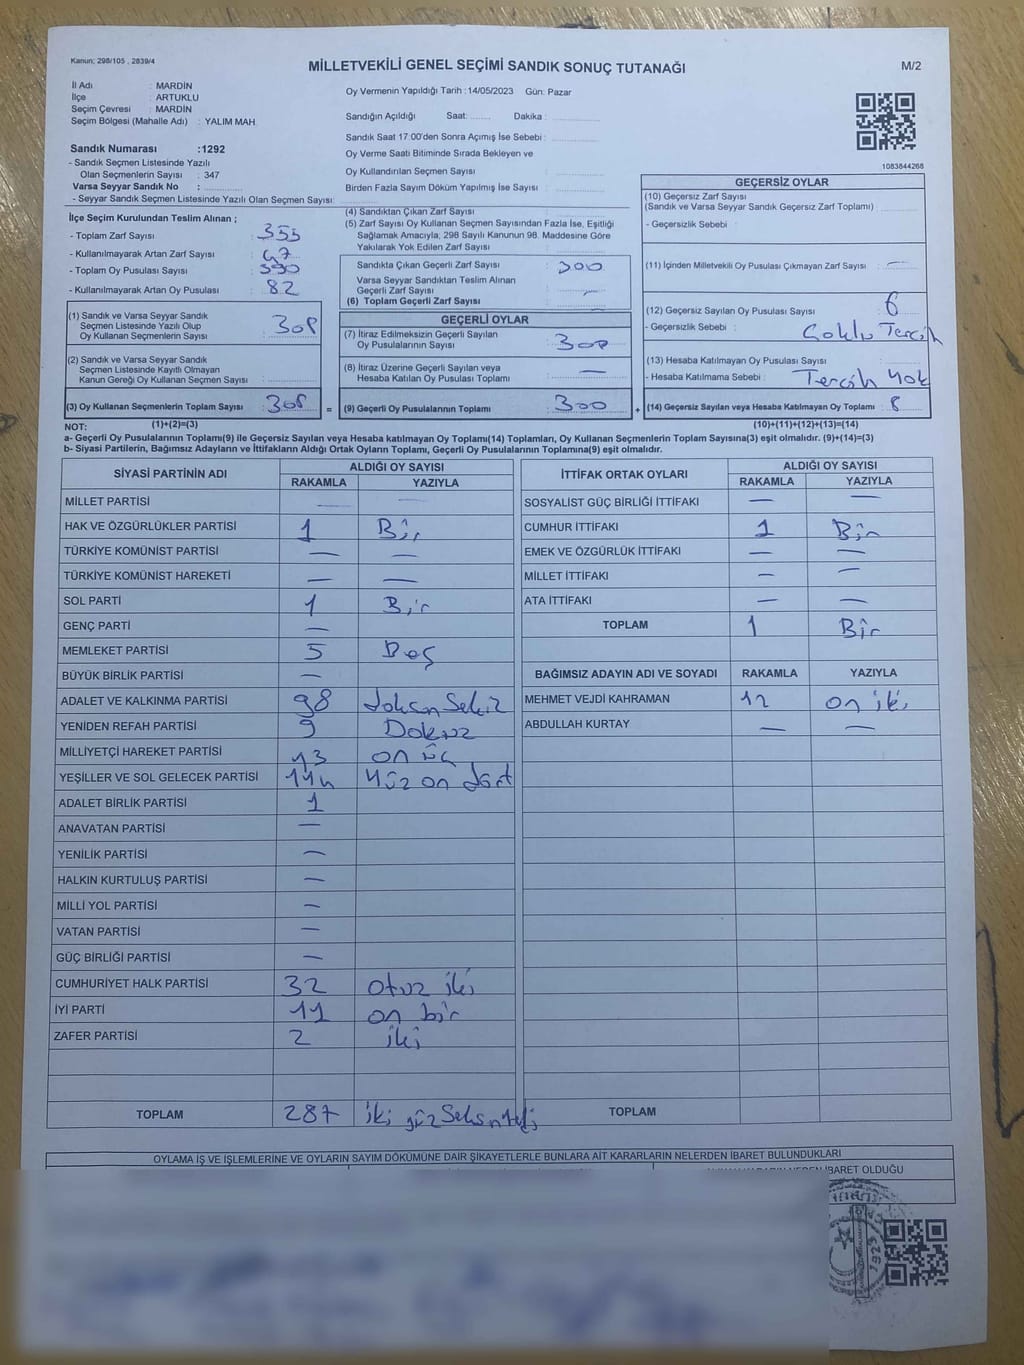 Kanun; 298/105 , 2839/4
MİLLETVEKİLİ GENEL SEÇİMİ SANDIK SONUÇ TUTANAĞI
M/2
İl Adı : MARDİN
İlçe : ARTUKLU
Seçim Çevresi : MARDİN
Seçim Bölgesi (Mahalle Adı) : YALIM MAH.
Sandık Numarası :1292
- Sandık Seçmen Listesinde Yazılı
Olan Seçmenlerin Sayısı : 347
Varsa Seyyar Sandık No :
- Seyyar Sandık Seçmen Listesinde Yazılı Olan Seçmen Sayısı:
Oy Vermenin Yapıldığı Tarih : 14/05/2023 Gün: Pazar
Sandığın Açıldığı Saat: Dakika :
Sandık Saat 17.00'den Sonra Açımış İse Sebebi :
Oy Verme Saati Bitiminde Sırada Bekleyen ve
Oy Kullandırılan Seçmen Sayısı :
Birden Fazla Sayım Döküm Yapılmış İse Sayısı :
1083844268
İlçe Seçim Kurulundan Teslim Alınan ;
- Toplam Zarf Sayısı : 355
- Kullanılmayarak Artan Zarf Sayısı : 47
- Toplam Oy Pusulası Sayısı : 390
- Kullanılmayarak Artan Oy Pusulası : 82
(4) Sandıktan Çıkan Zarf Sayısı :
(5) Zarf Sayısı Oy Kullanan Seçmen Sayısından Fazla İse, Eşitliği
Sağlamak Amacıyla, 298 Sayılı Kanunun 98. Maddesine Göre
Yakılarak Yok Edilen Zarf Sayısı :
Sandıkta Çıkan Geçerli Zarf Sayısı : 300
Varsa Seyyar Sandıktan Teslim Alınan
Geçerli Zarf Sayısı : —
(6) Toplam Geçerli Zarf Sayısı :
GEÇERSİZ OYLAR
(10) Geçersiz Zarf Sayısı
(Sandık ve Varsa Seyyar Sandık Geçersiz Zarf Toplamı) :
- Geçersizlik Sebebi :
(11) İçinden Milletvekili Oy Pusulası Çıkmayan Zarf Sayısı : —
(12) Geçersiz Sayılan Oy Pusulası Sayısı : 6
- Geçersizlik Sebebi : Çoklu Tercih
(13) Hesaba Katılmayan Oy Pusulası Sayısı :
- Hesaba Katılmama Sebebi : Tercih yok
(14) Geçersiz Sayılan veya Hesaba Katılmayan Oy Toplamı : 8
(1) Sandık ve Varsa Seyyar Sandık
Seçmen Listesinde Yazılı Olup
Oy Kullanan Seçmenlerin Sayısı : 308
(2) Sandık ve Varsa Seyyar Sandık
Seçmen Listesinde Kayıtlı Olmayan
Kanun Gereği Oy Kullanan Seçmen Sayısı :
(3) Oy Kullanan Seçmenlerin Toplam Sayısı : 308 =
GEÇERLİ OYLAR
(7) İtiraz Edilmeksizin Geçerli Sayılan
Oy Pusulalarının Sayısı : 300
(8) İtiraz Üzerine Geçerli Sayılan veya
Hesaba Katılan Oy Pusulası Toplamı : —
(9) Geçerli Oy Pusulalarının Toplamı : 300 +
NOT: (1)+(2)=(3) (10)+(11)+(12)+(13)=(14)
a- Geçerli Oy Pusulalarının Toplamı(9) ile Geçersiz Sayılan veya Hesaba katılmayan Oy Toplamı(14) Toplamları, Oy Kullanan Seçmenlerin Toplam Sayısına(3) eşit olmalıdır. (9)+(14)=(3)
b- Siyasi Partilerin, Bağımsız Adayların ve İttifakların Aldığı Ortak Oyların Toplamı, Geçerli Oy Pusulalarının Toplamına(9) eşit olmalıdır.
SİYASİ PARTİNİN ADI ALDIĞI OY SAYISI
RAKAMLA YAZIYLA
MİLLET PARTİSİ — —
HAK VE ÖZGÜRLÜKLER PARTİSİ 1 Bir
TÜRKİYE KOMÜNİST PARTİSİ — —
TÜRKİYE KOMÜNİST HAREKETİ — —
SOL PARTİ 1 Bir
GENÇ PARTİ —
MEMLEKET PARTİSİ 5 Beş
BÜYÜK BİRLİK PARTİSİ —
ADALET VE KALKINMA PARTİSİ 98 doksan Sekiz
YENİDEN REFAH PARTİSİ 9 Dokuz
MİLLİYETÇİ HAREKET PARTİSİ 13 on üç
YEŞİLLER VE SOL GELECEK PARTİSİ 114 Yüz on dört
ADALET BİRLİK PARTİSİ 1
ANAVATAN PARTİSİ —
YENİLİK PARTİSİ —
HALKIN KURTULUŞ PARTİSİ —
MİLLİ YOL PARTİSİ —
VATAN PARTİSİ —
GÜÇ BİRLİĞİ PARTİSİ —
CUMHURİYET HALK PARTİSİ 32 Otuz iki
İYİ PARTİ 11 on bir
ZAFER PARTİSİ 2 iki
TOPLAM 287 iki yüz Seksn Yedi
İTTİFAK ORTAK OYLARI ALDIĞI OY SAYISI
RAKAMLA YAZIYLA
SOSYALİST GÜÇ BİRLİĞİ İTTİFAKI — —
CUMHUR İTTİFAKI 1 Bir
EMEK VE ÖZGÜRLÜK İTTİFAKI — —
MİLLET İTTİFAKI — —
ATA İTTİFAKI — —
TOPLAM 1 Bir
BAĞIMSIZ ADAYIN ADI VE SOYADI RAKAMLA YAZIYLA
MEHMET VEJDİ KAHRAMAN 12 on iki
ABDULLAH KURTAY — —
TOPLAM
OYLAMA İŞ VE İŞLEMLERİNE VE OYLARIN SAYIM DÖKÜMÜNE DAİR ŞİKAYETLERLE BUNLARA AİT KARARLARIN NELERDEN İBARET BULUNDUKLARI
İBARET OLDUĞU